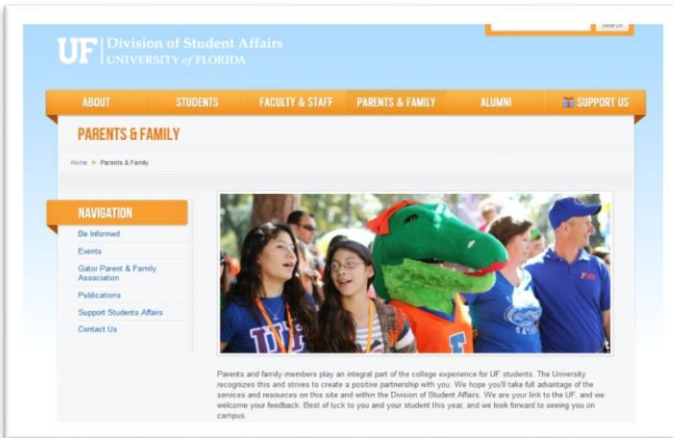 Search
UF Division of Student Affairs
UNIVERSITY of FLORIDA
ABOUT STUDENTS FACULTY & STAFF PARENTS & FAMILY ALUMNI SUPPORT US
PARENTS & FAMILY
Home » Parents & Family
NAVIGATION
Be Informed
Events
Gator Parent & Family
Association
Publications
Support Students Affairs
Contact Us
Parents and family members play an integral part of the college experience for UF students. The University
recognizes this and strives to create a positive partnership with you. We hope you'll take full advantage of the
services and resources on this site and within the Division of Student Affairs. We are your link to the UF, and we
welcome your feedback. Best of luck to you and your student this year, and we look forward to seeing you on
campus.